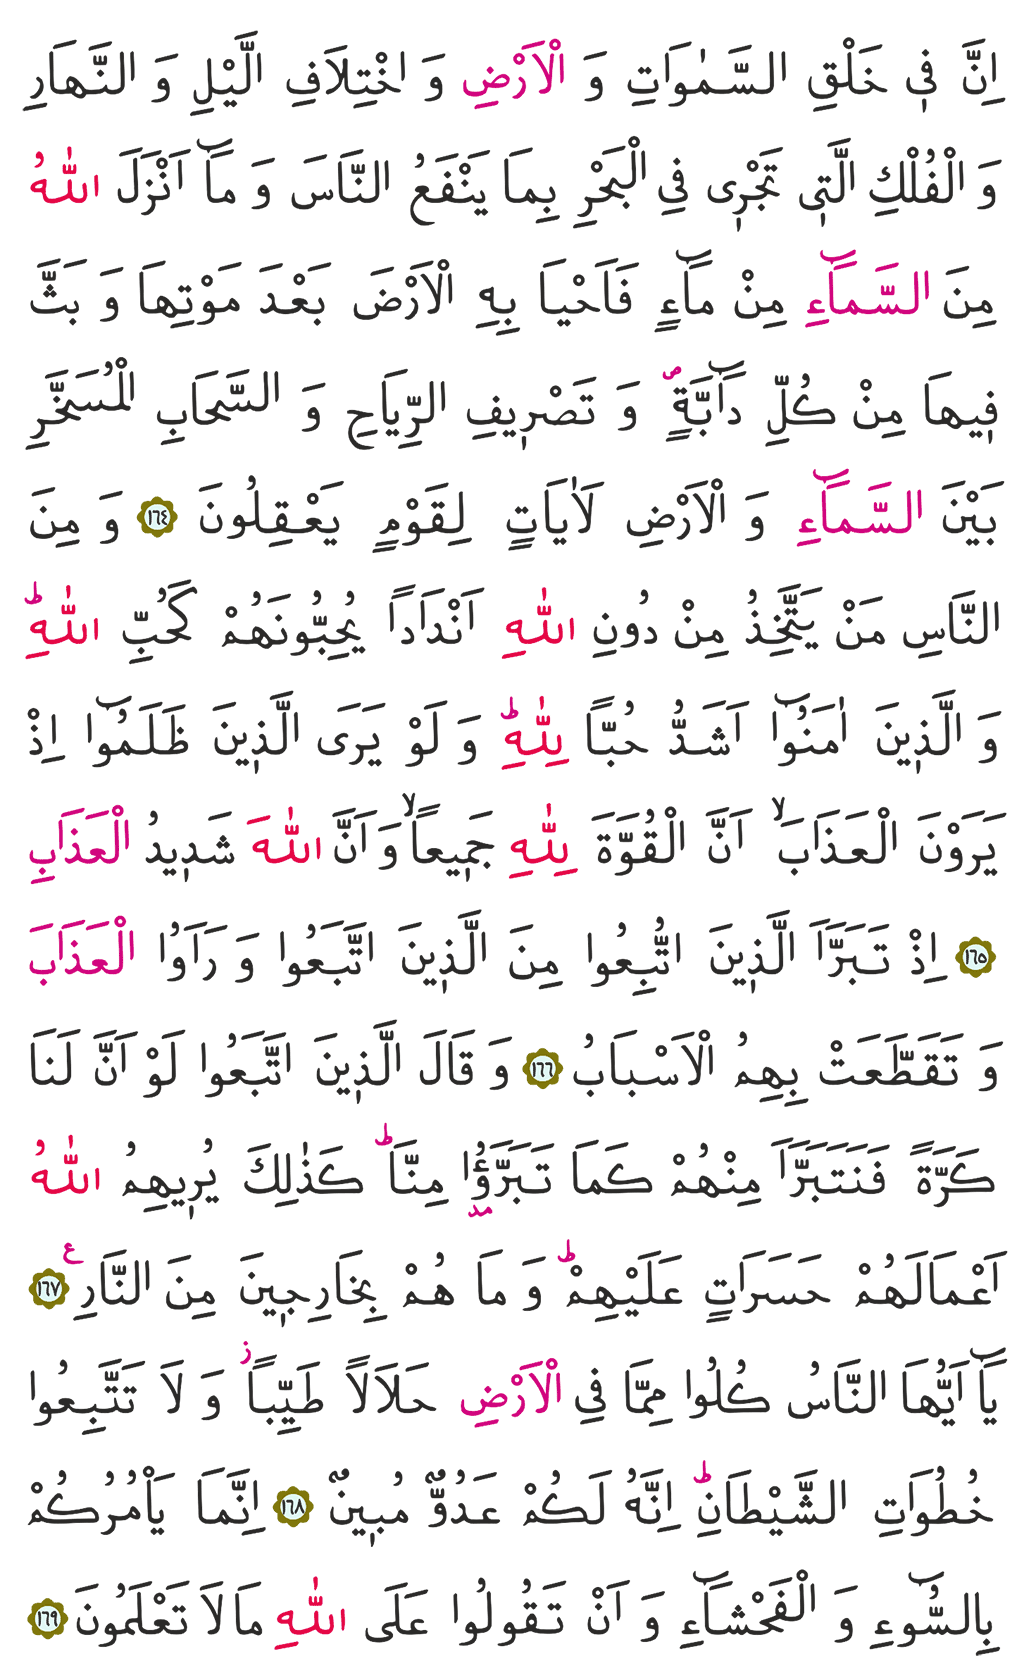 اِنَّ فٖي خَلْقِ السَّمٰوَاتِ وَ الْاَرْضِ وَ اخْتِلَافِ الَّيْلِ وَ النَّهَارِ
وَ الْفُلْكِ الَّتٖي تَجْرٖى فِي الْبَحْرِ بِمَا يَنْفَعُ النَّاسَ وَ مَٓا اَنْزَلَ اللّٰهُ
مِنَ السَّمَٓاءِ مِنْ مَٓاءٍ فَاَحْيَا بِهِ الْاَرْضَ بَعْدَ مَوْتِهَا وَ بَثَّ
فٖيهَا مِنْ كُلِّ دَٓابَّةٍۖ وَ تَصْرٖيفِ الرِّيَاحِ وَ السَّحَابِ الْمُسَخَّرِ
بَيْنَ السَّمَٓاءِ وَ الْاَرْضِ لَاٰيَاتٍ لِقَوْمٍ يَعْقِلُونَ ﴿١٦٤﴾ وَ مِنَ
النَّاسِ مَنْ يَتَّخِذُ مِنْ دُونِ اللّٰهِ اَنْدَاداً يُحِبُّونَهُمْ كَحُبِّ اللّٰهِؕ
وَ الَّذٖينَ اٰمَنُٓوا اَشَدُّ حُبّاً لِلّٰهِؕ وَ لَوْ يَرَى الَّذٖينَ ظَلَمُٓوا اِذْ
يَرَوْنَ الْعَذَابَۙ اَنَّ الْقُوَّةَ لِلّٰهِ جَمٖيعاًۙ وَ اَنَّ اللّٰهَ شَدٖيدُ الْعَذَابِ
﴿١٦٥﴾ اِذْ تَبَرَّاَ الَّذٖينَ اتُّبِعُوا مِنَ الَّذٖينَ اتَّبَعُوا وَ رَاَوُا الْعَذَابَ
وَ تَقَطَّعَتْ بِهِمُ الْاَسْبَابُ ﴿١٦٦﴾ وَ قَالَ الَّذٖينَ اتَّبَعُوا لَوْ اَنَّ لَنَا
كَرَّةً فَنَتَبَرَّاَ مِنْهُمْ كَمَا تَبَرَّؤُ۫ا مِنَّاؕ كَذٰلِكَ يُرٖيهِمُ اللّٰهُ
اَعْمَالَهُمْ حَسَرَاتٍ عَلَيْهِمْؕ وَ مَا هُمْ بِخَارِجٖينَ مِنَ النَّارِع ﴿١٦٧﴾
يَٓا اَيُّهَا النَّاسُ كُلُوا مِمَّا فِي الْاَرْضِ حَلَالاً طَيِّباًز وَ لَا تَتَّبِعُوا
خُطُوَاتِ الشَّيْطَانِؕ اِنَّهُ لَكُمْ عَدُوٌّ مُبٖينٌ ﴿١٦٨﴾ اِنَّمَا يَاْمُرُكُمْ
بِالسُّٓوءِ وَ الْفَحْشَٓاءِ وَ اَنْ تَقُولُوا عَلَى اللّٰهِ مَا لَا تَعْلَمُونَ ﴿١٦٩﴾